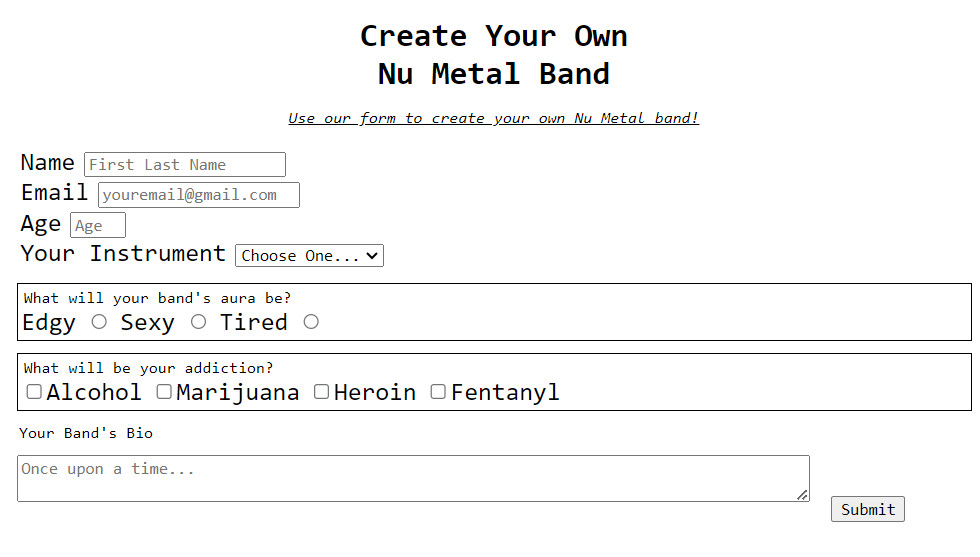 Create Your Own
Nu Metal Band
Use our form to create your own Nu Metal band!
Name First Last Name
Email youremail@gmail.com
Age Age
Your Instrument Choose One...
What will your band's aura be?
Edgy Sexy Tired
What will be your addiction?
Alcohol Marijuana Heroin Fentanyl
Your Band's Bio
Once upon a time...
Submit